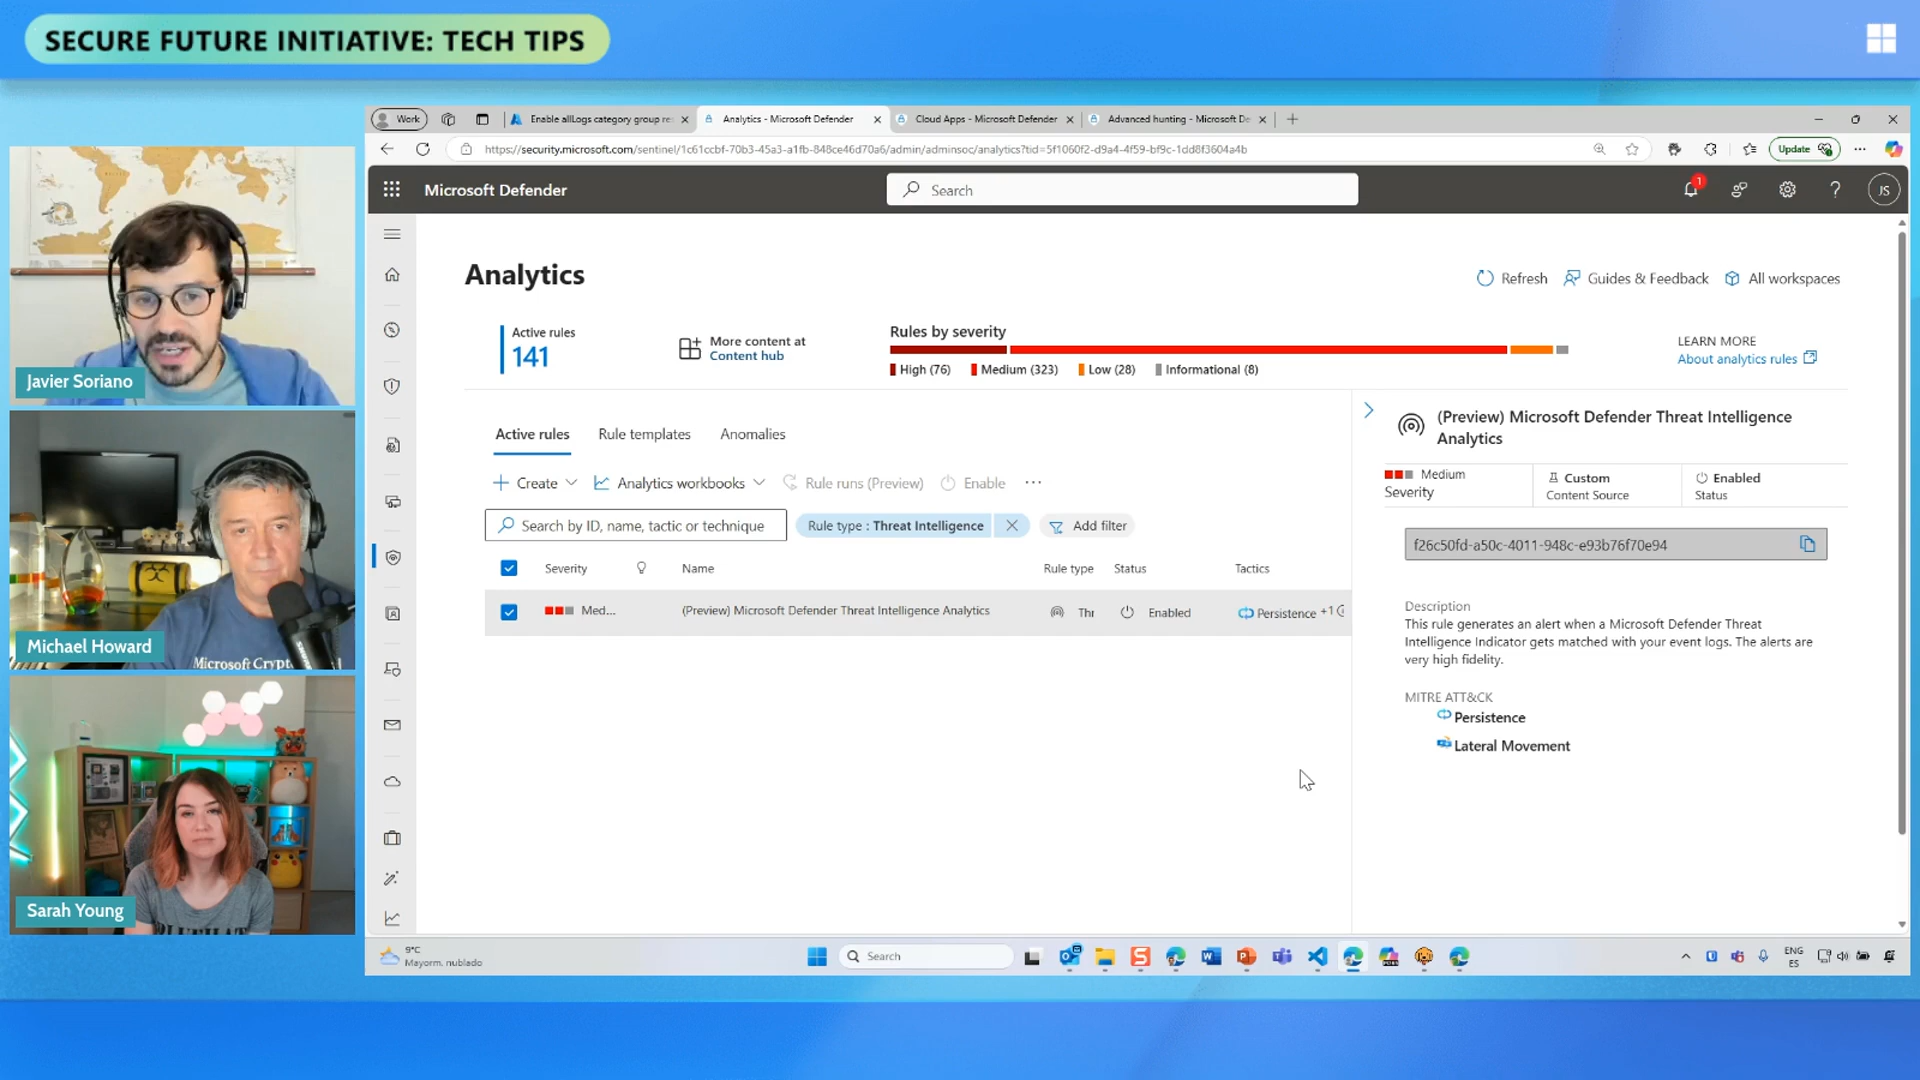 SECURE FUTURE INITIATIVE: TECH TIPS
Work
Enable allLogs category group re
Analytics - Microsoft Defender
Cloud Apps - Microsoft Defender
Advanced hunting - Microsoft De
https://security.microsoft.com/sentinel/1c61ccbf-70b3-45a3-a1fb-848ce46d70a6/admin/adminsoc/analytics?tid=5f1060f2-d9a4-4f59-bf9c-1dd8f3604a4b
Update
Microsoft Defender
Search
1
JS
Analytics
Refresh
Guides & Feedback
All workspaces
Active rules
141
More content at
Content hub
Rules by severity
High (76)
Medium (323)
Low (28)
Informational (8)
LEARN MORE
About analytics rules
Active rules
Rule templates
Anomalies
Create
Analytics workbooks
Rule runs (Preview)
Enable
Search by ID, name, tactic or technique
Rule type : Threat Intelligence
Add filter
Severity
Name
Rule type
Status
Tactics
Med...
(Preview) Microsoft Defender Threat Intelligence Analytics
Thr
Enabled
Persistence +1
(Preview) Microsoft Defender Threat Intelligence
Analytics
Medium
Severity
Custom
Content Source
Enabled
Status
f26c50fd-a50c-4011-948c-e93b76f70e94
Description
This rule generates an alert when a Microsoft Defender Threat
Intelligence Indicator gets matched with your event logs. The alerts are
very high fidelity.
MITRE ATT&CK
Persistence
Lateral Movement
Javier Soriano
Michael Howard
Microsoft Crypt
Sarah Young
9°C
Mayorm. nublado
Search
ENG
ES